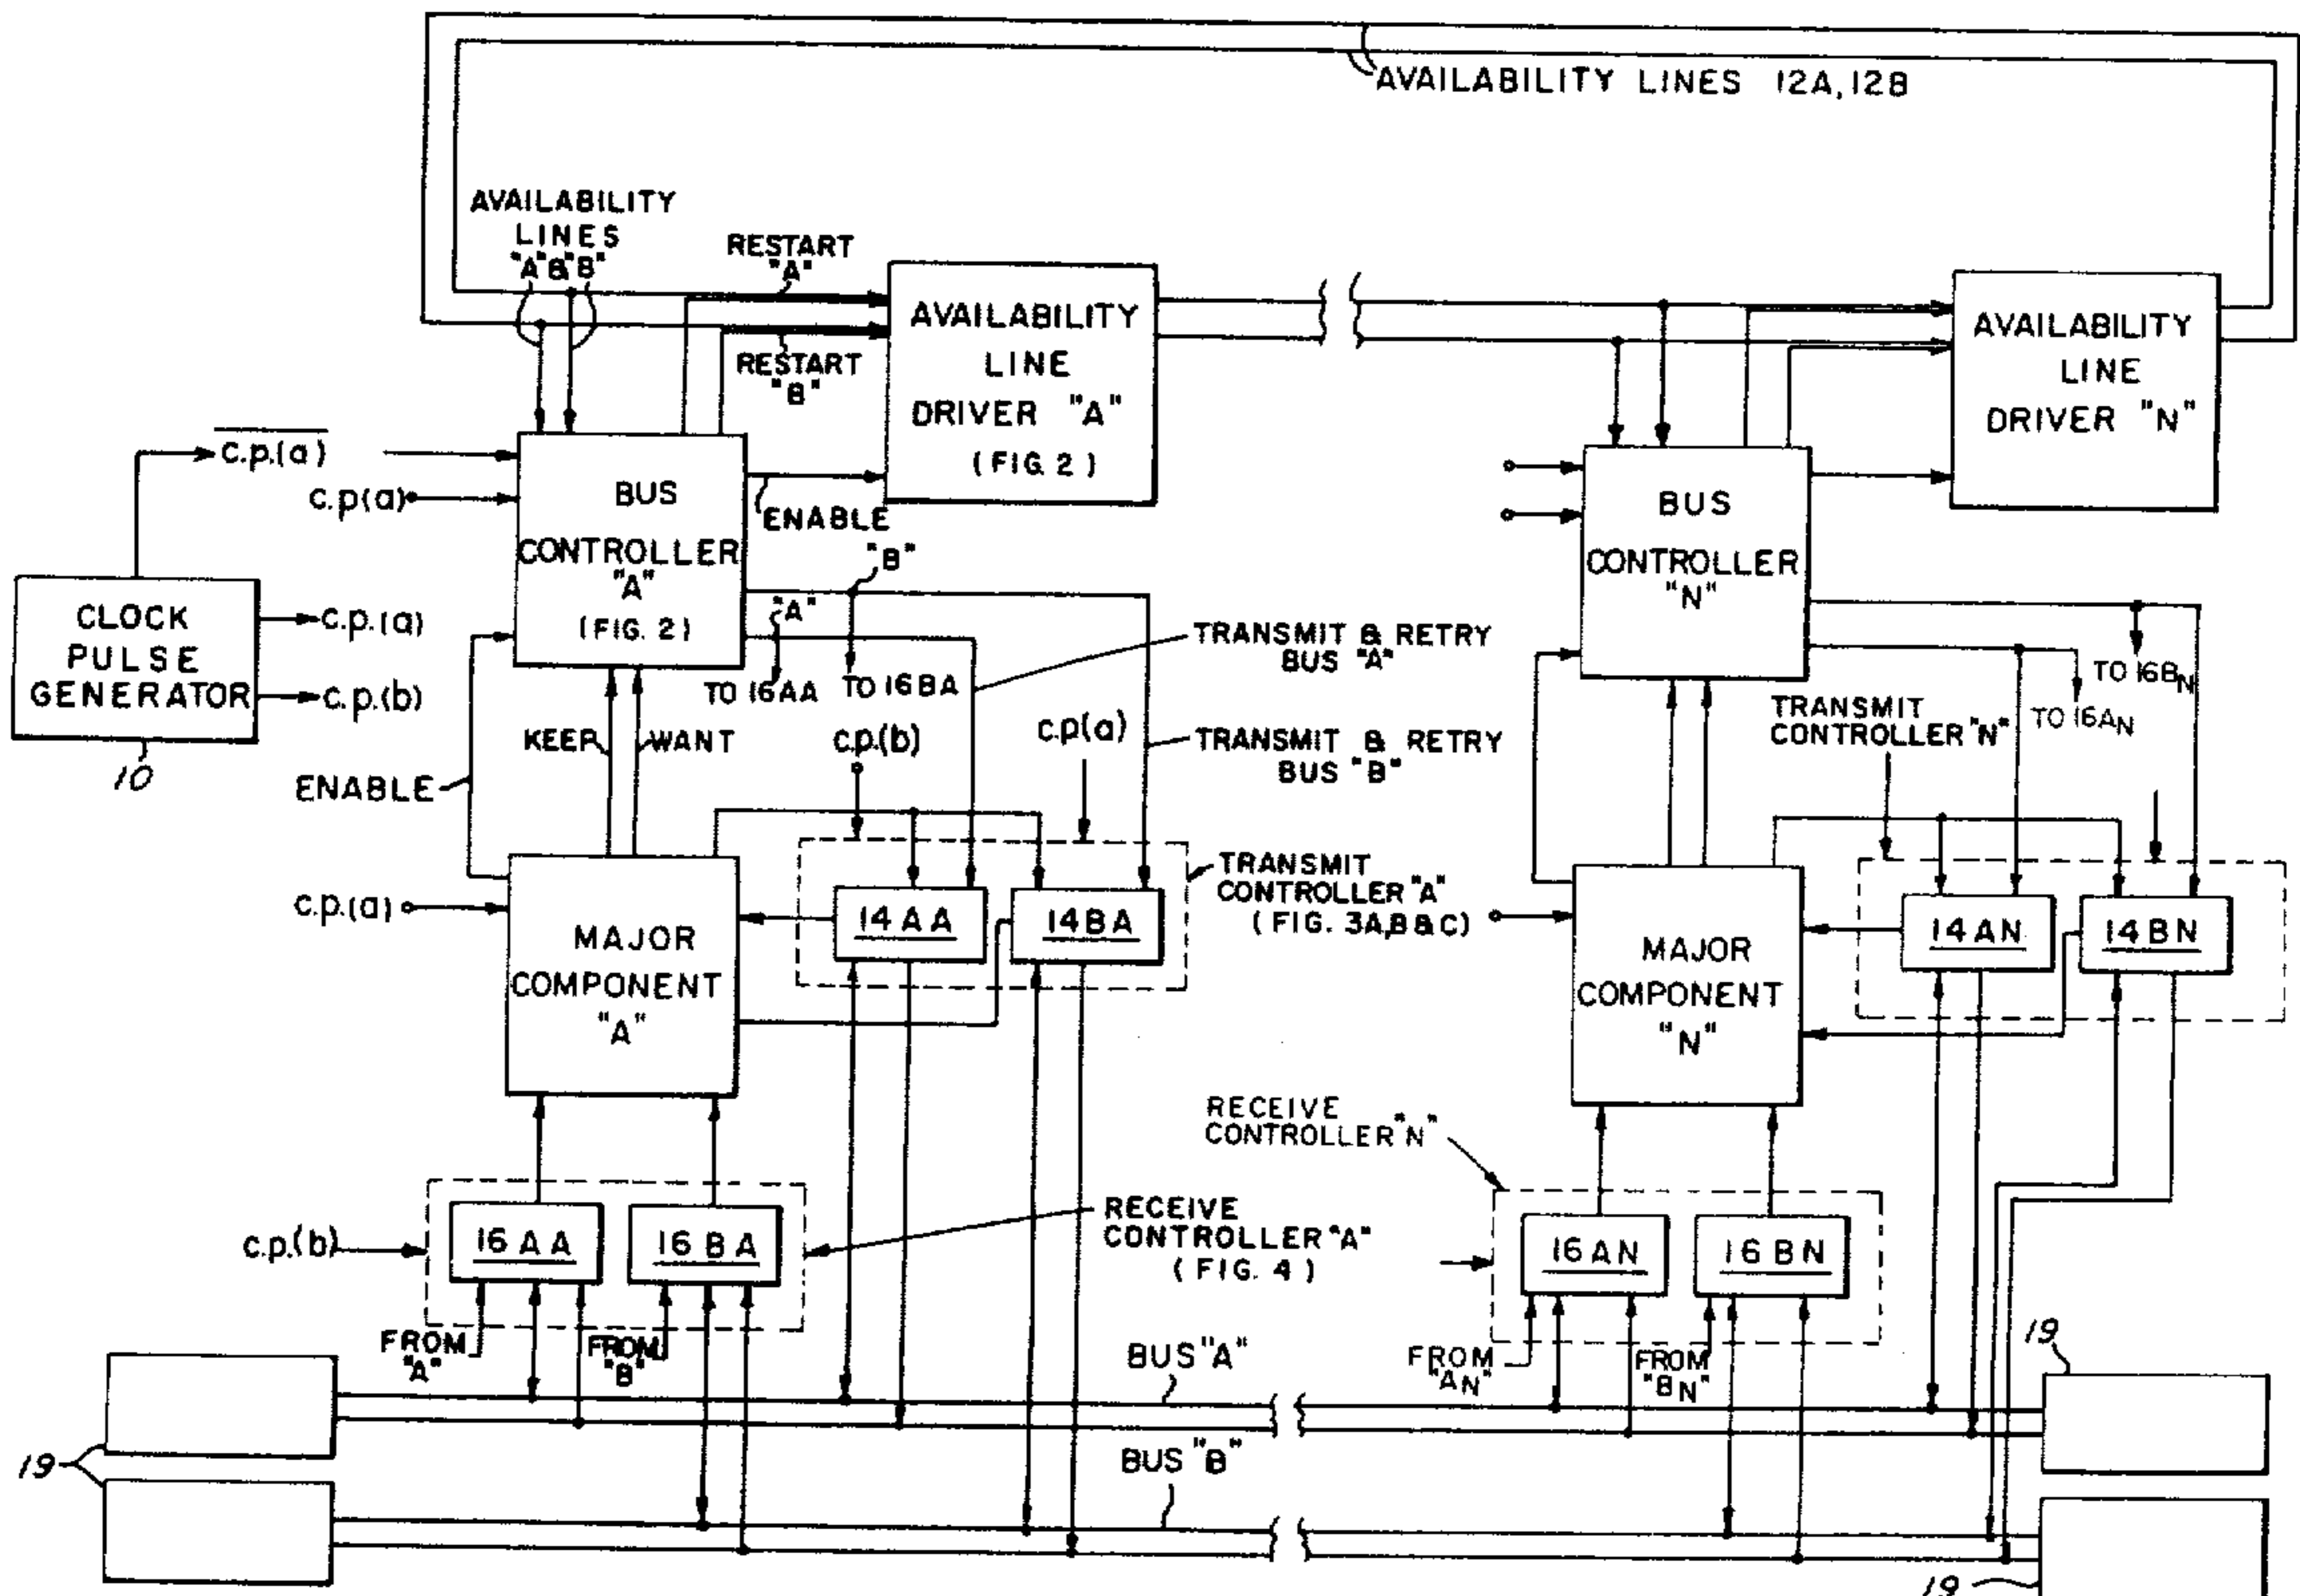 AVAILABILITY LINES 12A,12B
AVAILABILITY
LINES
"A"&"B"
RESTART
"A"
RESTART
"B"
AVAILABILITY
LINE
DRIVER "A"
(FIG. 2)
AVAILABILITY
LINE
DRIVER "N"
c.p.(a)
c.p(a)
BUS
CONTROLLER
"A"
(FIG. 2)
ENABLE
BUS
CONTROLLER
"N"
CLOCK
PULSE
GENERATOR
10
c.p.(a)
c.p.(b)
"B"
"A"
TO 16AA
TO 16BA
TRANSMIT & RETRY
BUS "A"
TRANSMIT & RETRY
BUS "B"
TO 16BN
TO 16AN
TRANSMIT
CONTROLLER "N"
KEEP
WANT
c.p.(b)
c.p(a)
ENABLE
c.p.(a)
MAJOR
COMPONENT
"A"
14AA
14BA
TRANSMIT
CONTROLLER "A"
(FIG. 3A,B&C)
MAJOR
COMPONENT
"N"
14AN
14BN
RECEIVE
CONTROLLER "N"
c.p.(b)
16AA
16BA
RECEIVE
CONTROLLER "A"
(FIG. 4)
16AN
16BN
FROM
"A"
FROM
"B"
FROM
"AN"
FROM
"BN"
BUS "A"
BUS "B"
19
19
19